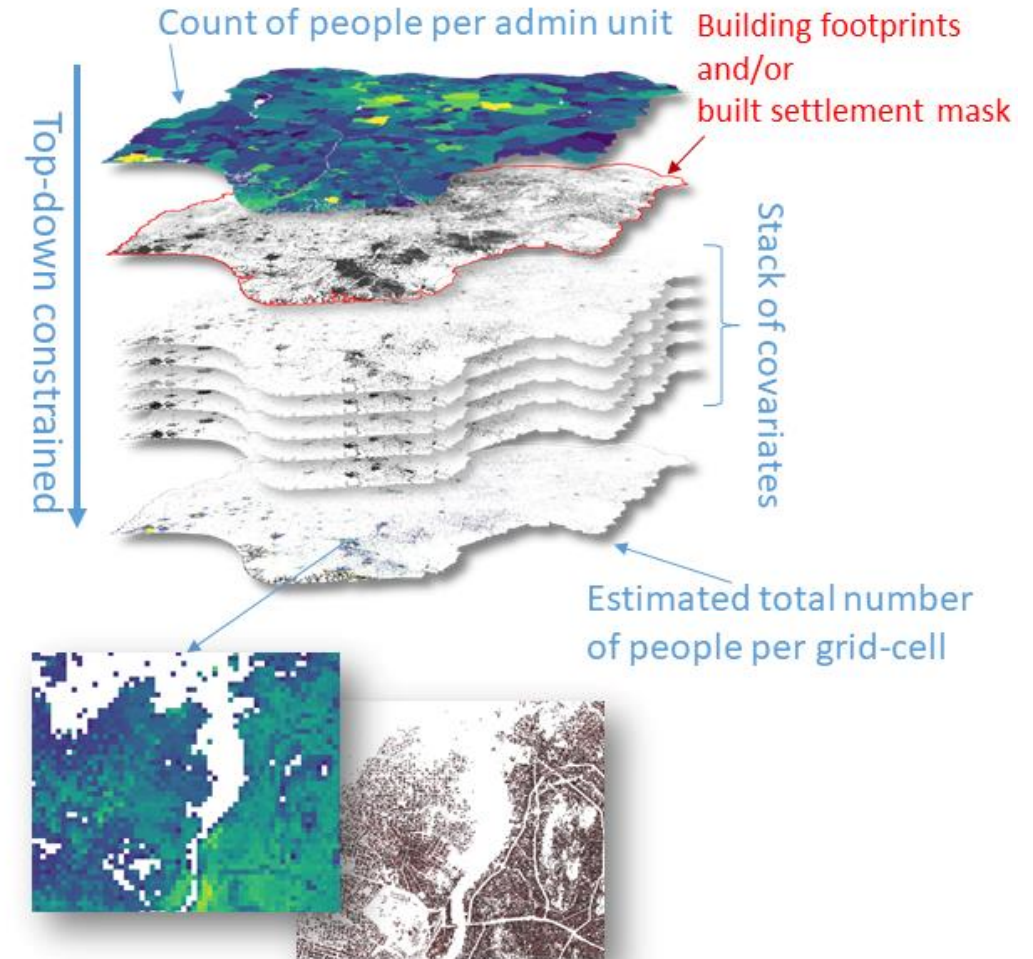 Count of people per admin unit
Building footprints
and/or
built settlement mask
Top-down constrained
Stack of covariates
Estimated total number
of people per grid-cell